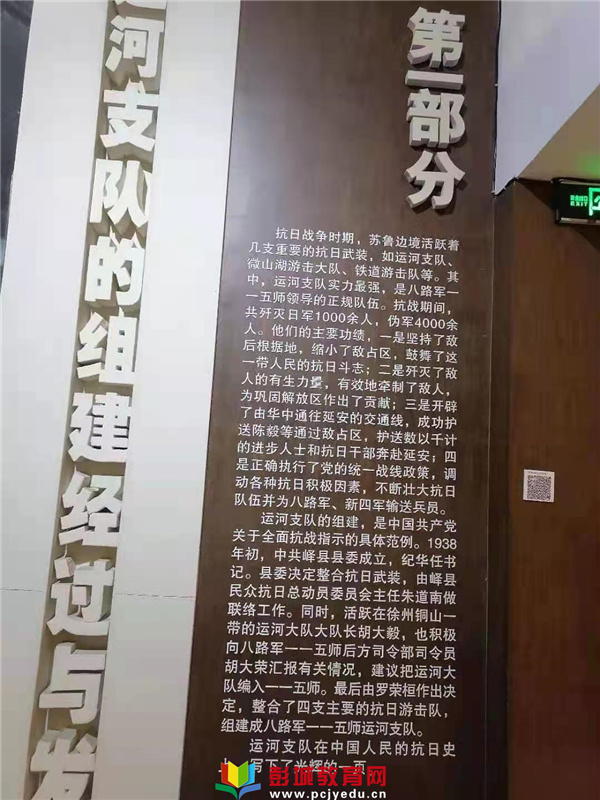 第一部分
河支队的组建经过与发
抗日战争时期，苏鲁边境活跃着
几支重要的抗日武装，如运河支队、
微山湖游击大队、铁道游击队等。其
中，运河支队实力最强，是八路军一
一五师领导的正规队伍。抗战期间，
共歼灭日军1000余人，伪军4000余
人。他们的主要功绩，一是坚持了敌
后根据地，缩小了敌占区，鼓舞了这
一带人民的抗日斗志；二是歼灭了敌
人的有生力量，有效地牵制了敌人，
为巩固解放区作出了贡献；三是开辟
了由华中通往延安的交通线，成功护
送陈毅等通过敌占区，护送数以千计
的进步人士和抗日干部奔赴延安；四
是正确执行了党的统一战线政策，调
动各种抗日积极因素，不断壮大抗日
队伍并为八路军、新四军输送兵员。
运河支队的组建，是中国共产党
关于全面抗战指示的具体范例。1938
年初，中共峄县县委成立，纪华任书
记。县委决定整合抗日武装，由峄县
民众抗日总动员委员会主任朱道南做
联络工作。同时，活跃在徐州铜山一
带的运河大队大队长胡大毅，也积极
向八路军一一五师后方司令部司令员
胡大荣汇报有关情况，建议把运河大
队编入一一五师。最后由罗荣桓作出决
定，整合了四支主要的抗日游击队，
组建成八路军一一五师运河支队。
运河支队在中国人民的抗日史
写下了光辉的一页
EXIT
彭城教育网
www.pcjyedu.cn